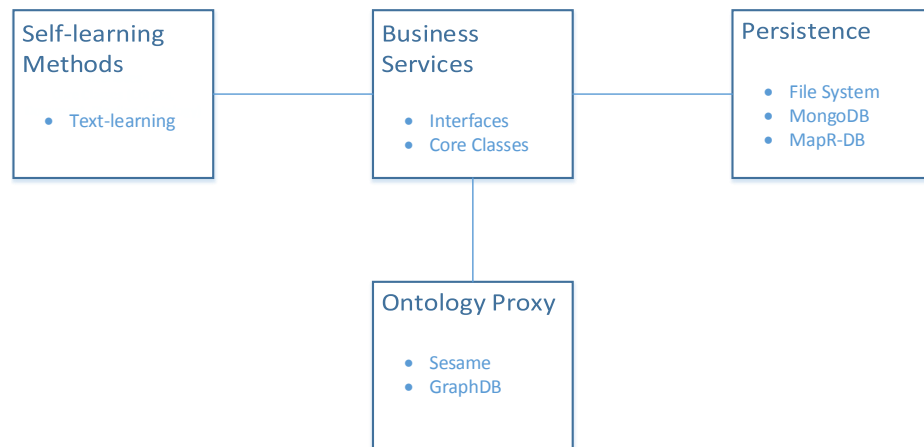 Self-learning
Methods
• Text-learning
Business
Services
• Interfaces
• Core Classes
Persistence
• File System
• MongoDB
• MapR-DB
Ontology Proxy
• Sesame
• GraphDB